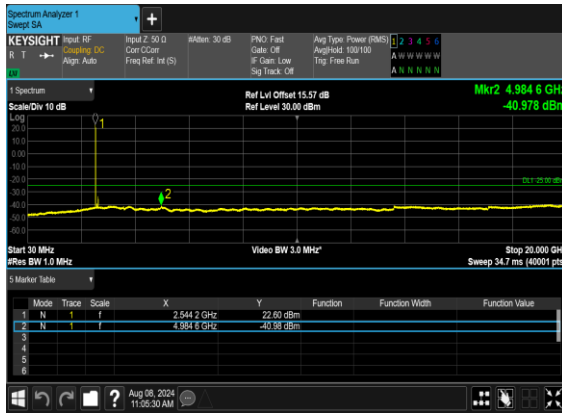 Spectrum Analyzer 1
Swept SA
+
KEYSIGHT Input: RF Input Z: 50 Ω #Atten: 30 dB PNO: Fast Avg Type: Power (RMS) 1 2 3 4 5 6
R T Coupling: DC Corr CCorr Gate: Off Avg|Hold: 100/100 A W W W W W
Align: Auto Freq Ref: Int (S) IF Gain: Low Trig: Free Run
Sig Track: Off A N N N N N
1 Spectrum Ref Lvl Offset 15.57 dB Mkr2 4.984 6 GHz
Scale/Div 10 dB Ref Level 30.00 dBm -40.978 dBm
Log
20.0
10.0
0.00
-10.0
-20.0
-30.0
-40.0
-50.0
-60.0
1
2
DL1 -25.00 dBm
Start 30 MHz Video BW 3.0 MHz* Stop 20.000 GHz
#Res BW 1.0 MHz Sweep 34.7 ms (40001 pts)
5 Marker Table
Mode Trace Scale X Y Function Function Width Function Value
1 N 1 f 2.544 2 GHz 22.60 dBm
2 N 1 f 4.984 6 GHz -40.98 dBm
3
4
5
6
? Aug 08, 2024
11:05:30 AM